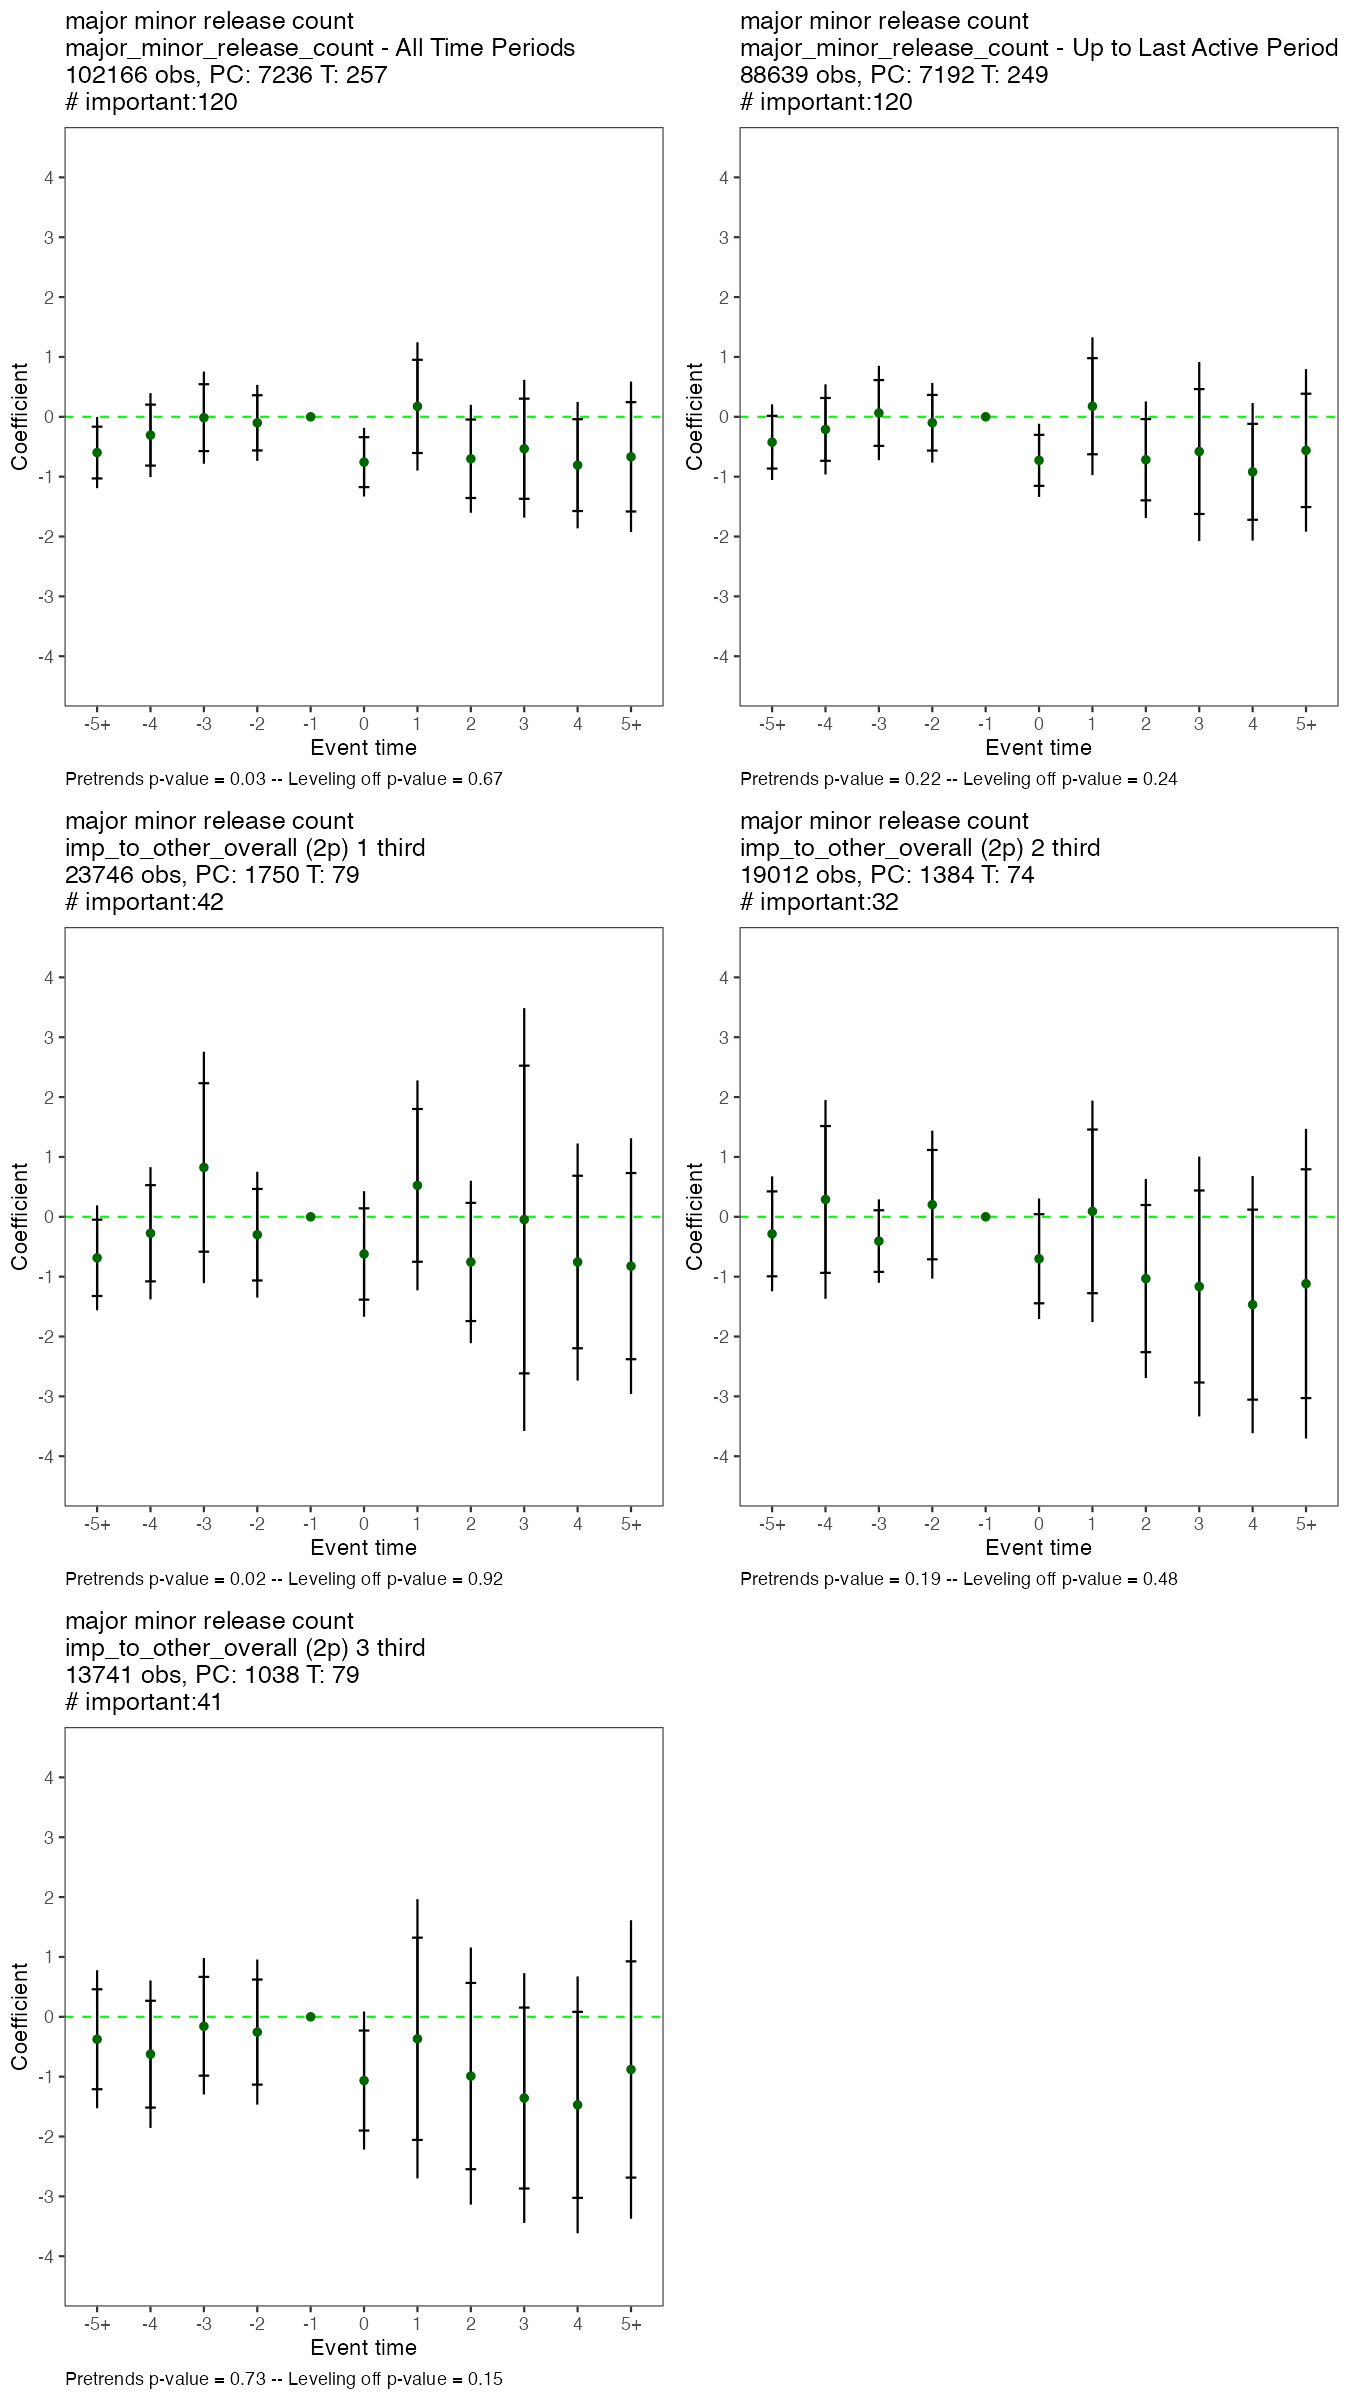 major minor release count
major_minor_release_count - All Time Periods
102166 obs, PC: 7236 T: 257
# important:120
4
3
2
1
0
-1
-2
-3
-4
Coefficient
-5+ -4 -3 -2 -1 0 1 2 3 4 5+
Event time
Pretrends p-value = 0.03 -- Leveling off p-value = 0.67
major minor release count
major_minor_release_count - Up to Last Active Period
88639 obs, PC: 7192 T: 249
# important:120
4
3
2
1
0
-1
-2
-3
-4
Coefficient
-5+ -4 -3 -2 -1 0 1 2 3 4 5+
Event time
Pretrends p-value = 0.22 -- Leveling off p-value = 0.24
major minor release count
imp_to_other_overall (2p) 1 third
23746 obs, PC: 1750 T: 79
# important:42
4
3
2
1
0
-1
-2
-3
-4
Coefficient
-5+ -4 -3 -2 -1 0 1 2 3 4 5+
Event time
Pretrends p-value = 0.02 -- Leveling off p-value = 0.92
major minor release count
imp_to_other_overall (2p) 2 third
19012 obs, PC: 1384 T: 74
# important:32
4
3
2
1
0
-1
-2
-3
-4
Coefficient
-5+ -4 -3 -2 -1 0 1 2 3 4 5+
Event time
Pretrends p-value = 0.19 -- Leveling off p-value = 0.48
major minor release count
imp_to_other_overall (2p) 3 third
13741 obs, PC: 1038 T: 79
# important:41
4
3
2
1
0
-1
-2
-3
-4
Coefficient
-5+ -4 -3 -2 -1 0 1 2 3 4 5+
Event time
Pretrends p-value = 0.73 -- Leveling off p-value = 0.15